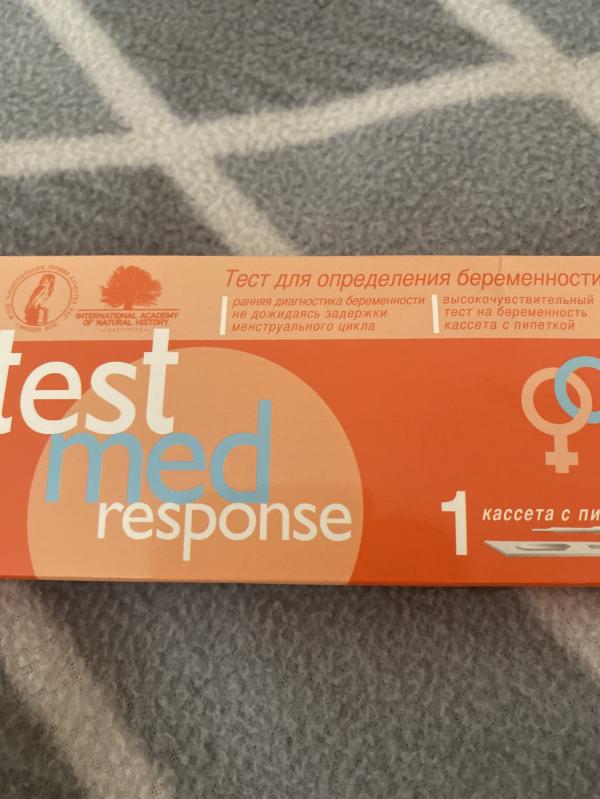 Тест для определения беременности
ранняя диагностика беременности
не дожидаясь задержки
менструального цикла
высокочувствительный
тест на беременность
кассета с пипеткой
INTERNATIONAL ACADEMY
OF NATURAL HISTORY
test
med
response
1 кассета с пи